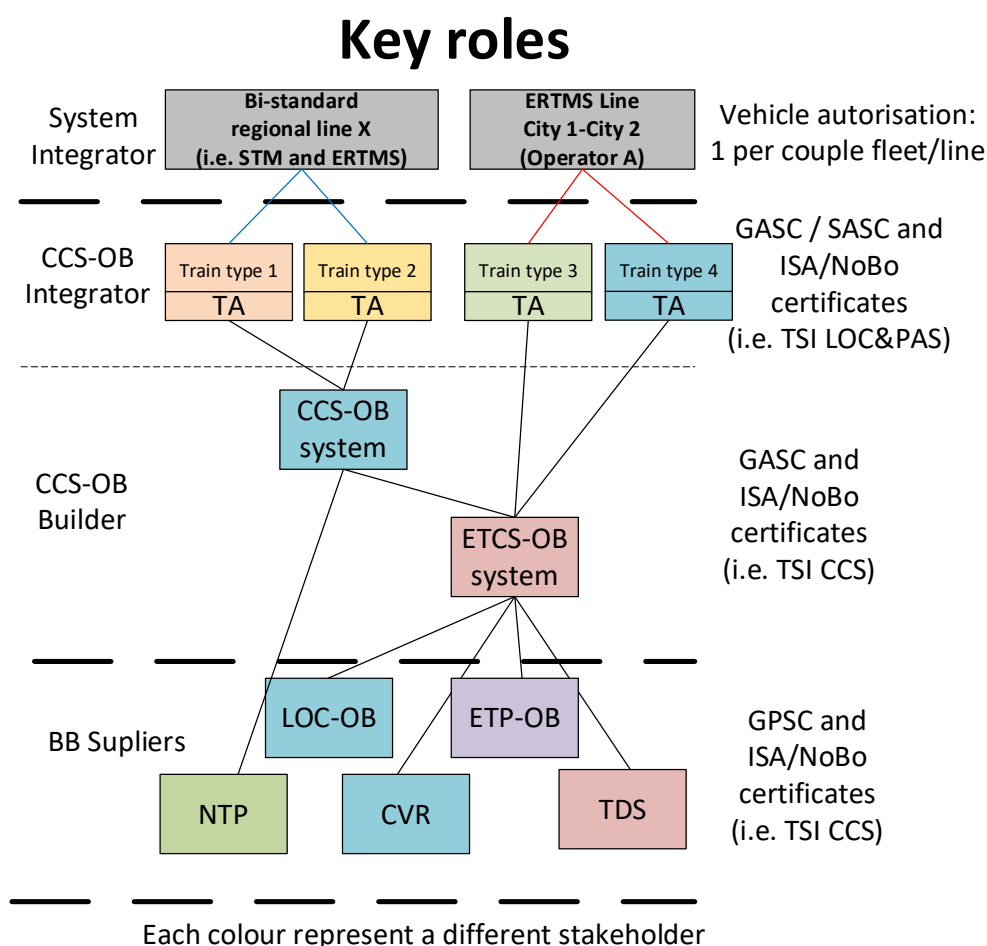 Key roles
System
Integrator
Bi-standard
regional line X
(i.e. STM and ERTMS)
ERTMS Line
City 1-City 2
(Operator A)
Vehicle autorisation:
1 per couple fleet/line
CCS-OB
Integrator
Train type 1
TA
Train type 2
TA
Train type 3
TA
Train type 4
TA
GASC / SASC and
ISA/NoBo
certificates
(i.e. TSI LOC&PAS)
CCS-OB
Builder
CCS-OB
system
ETCS-OB
system
GASC and
ISA/NoBo
certificates
(i.e. TSI CCS)
BB Supliers
LOC-OB
ETP-OB
NTP
CVR
TDS
GPSC and
ISA/NoBo
certificates
(i.e. TSI CCS)
Each colour represent a different stakeholder